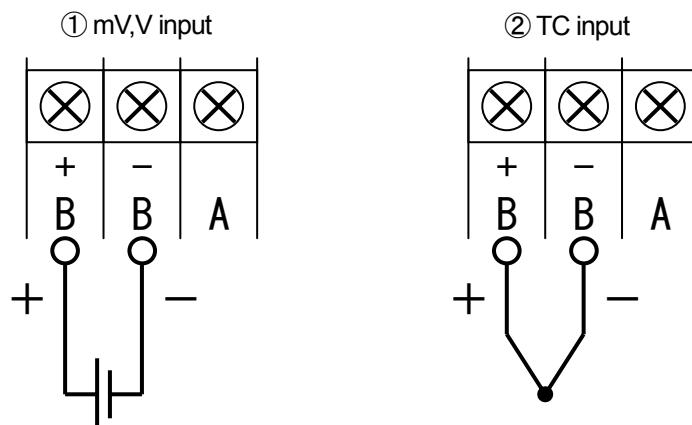 ① mV,V input
+ −
B B A
+ −
② TC input
+ −
B B A
+ −